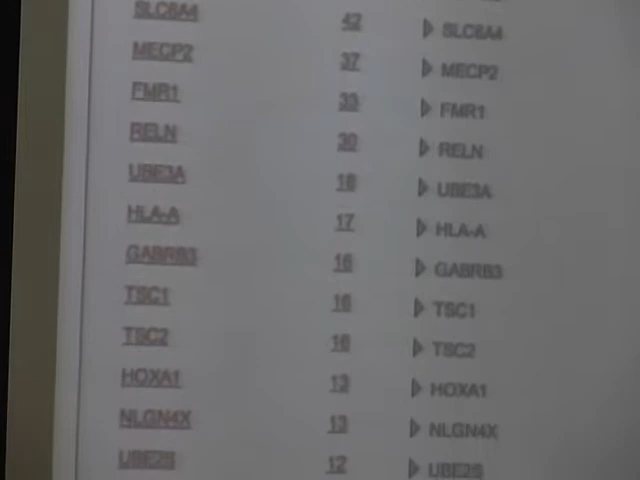 SLC6A4 42 SLC6A4
MECP2 37 MECP2
FMR1 33 FMR1
RELN 30 RELN
UBE3A 18 UBE3A
HLA-A 17 HLA-A
GABRB3 16 GABRB3
TSC1 16 TSC1
TSC2 16 TSC2
HOXA1 13 HOXA1
NLGN4X 13 NLGN4X
12